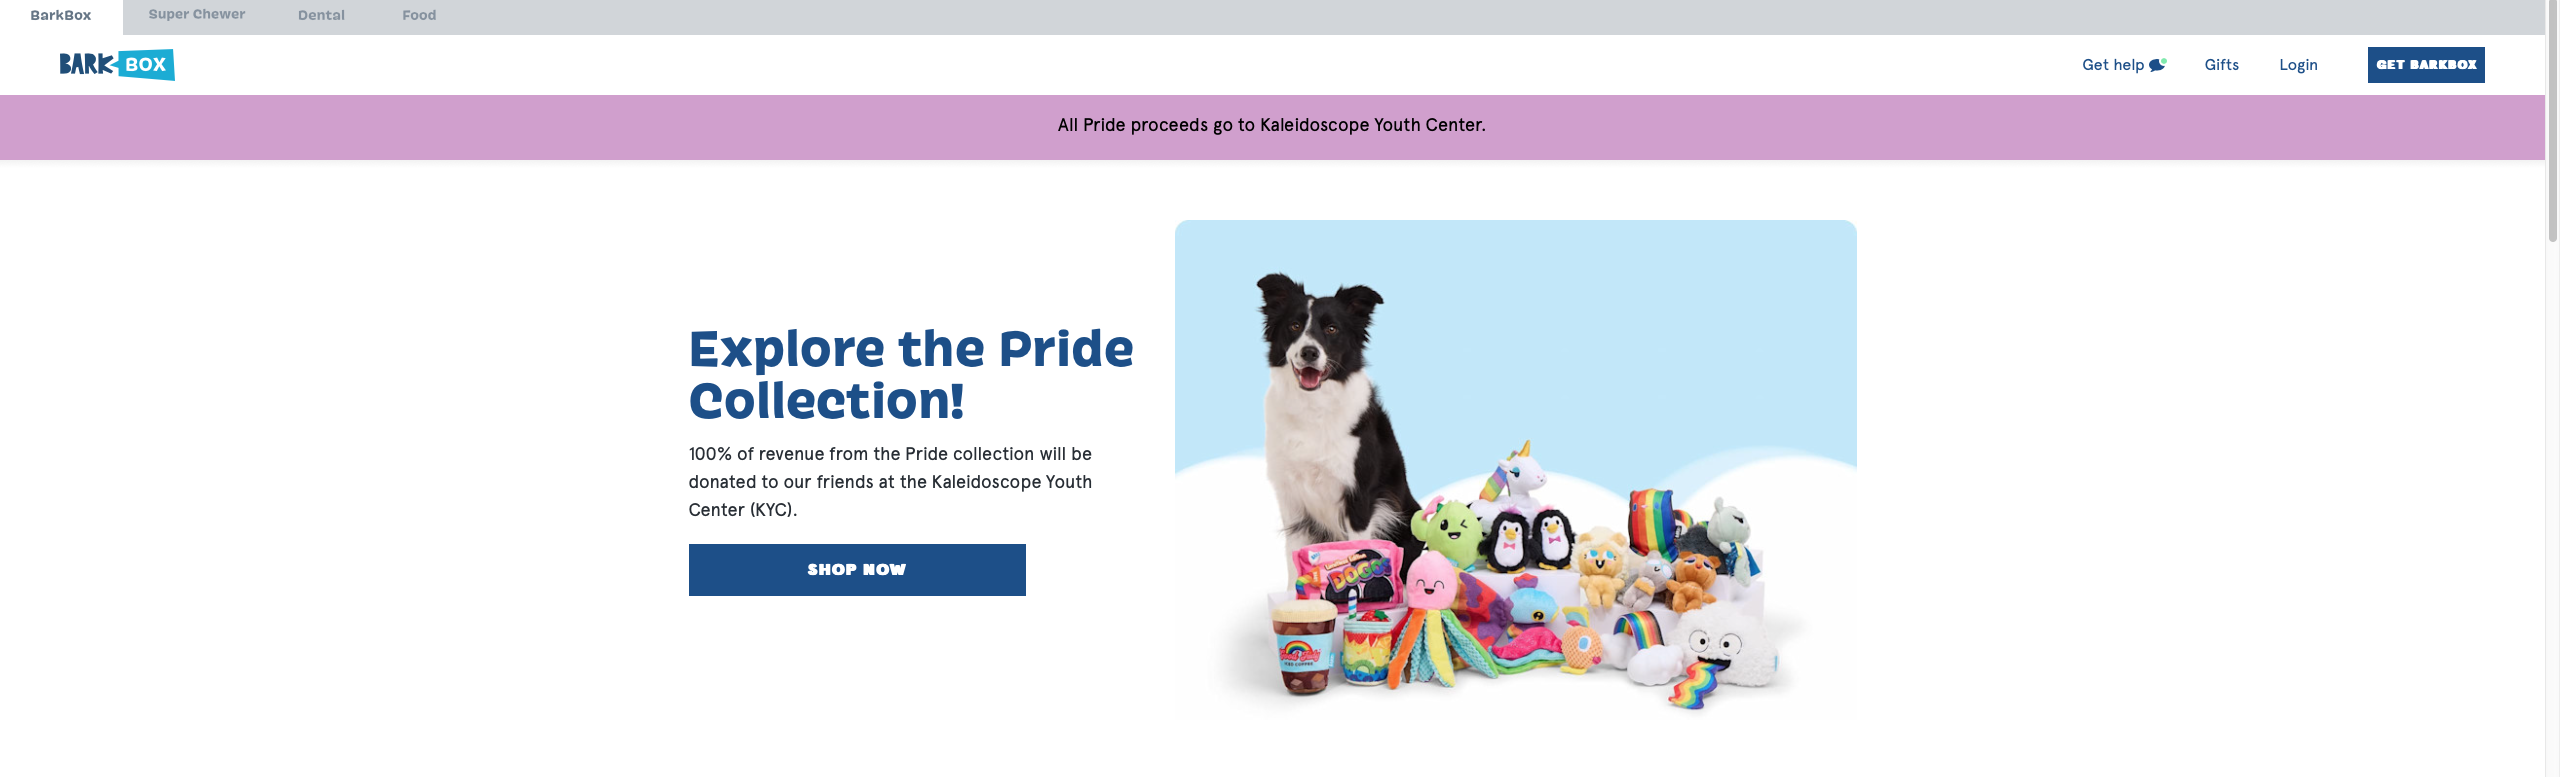 BarkBox
Super Chewer
Dental
Food
BARK BOX
Get help
Gifts
Login
GET BARKBOX
All Pride proceeds go to Kaleidoscope Youth Center.
Explore the Pride
Collection!
100% of revenue from the Pride collection will be
donated to our friends at the Kaleidoscope Youth
Center (KYC).
SHOP NOW